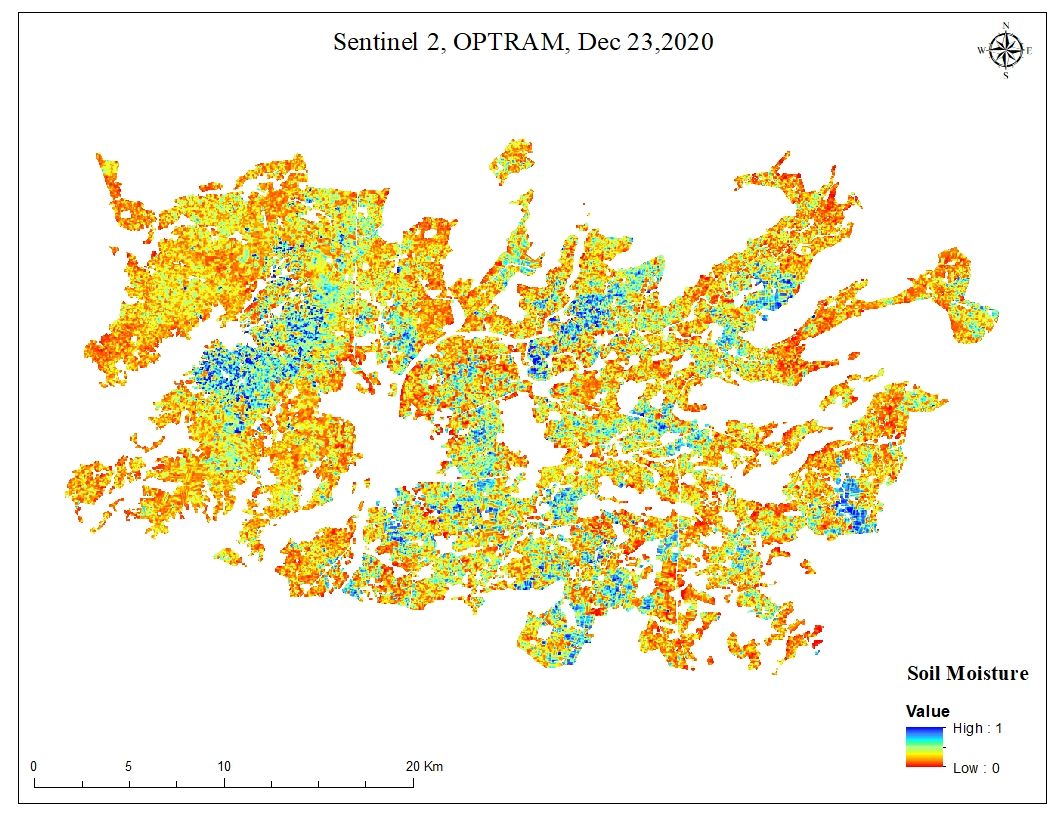 Sentinel 2, OPTRAM, Dec 23,2020
N
W E
S
Soil Moisture
Value
High : 1
Low : 0
0 5 10 20 Km